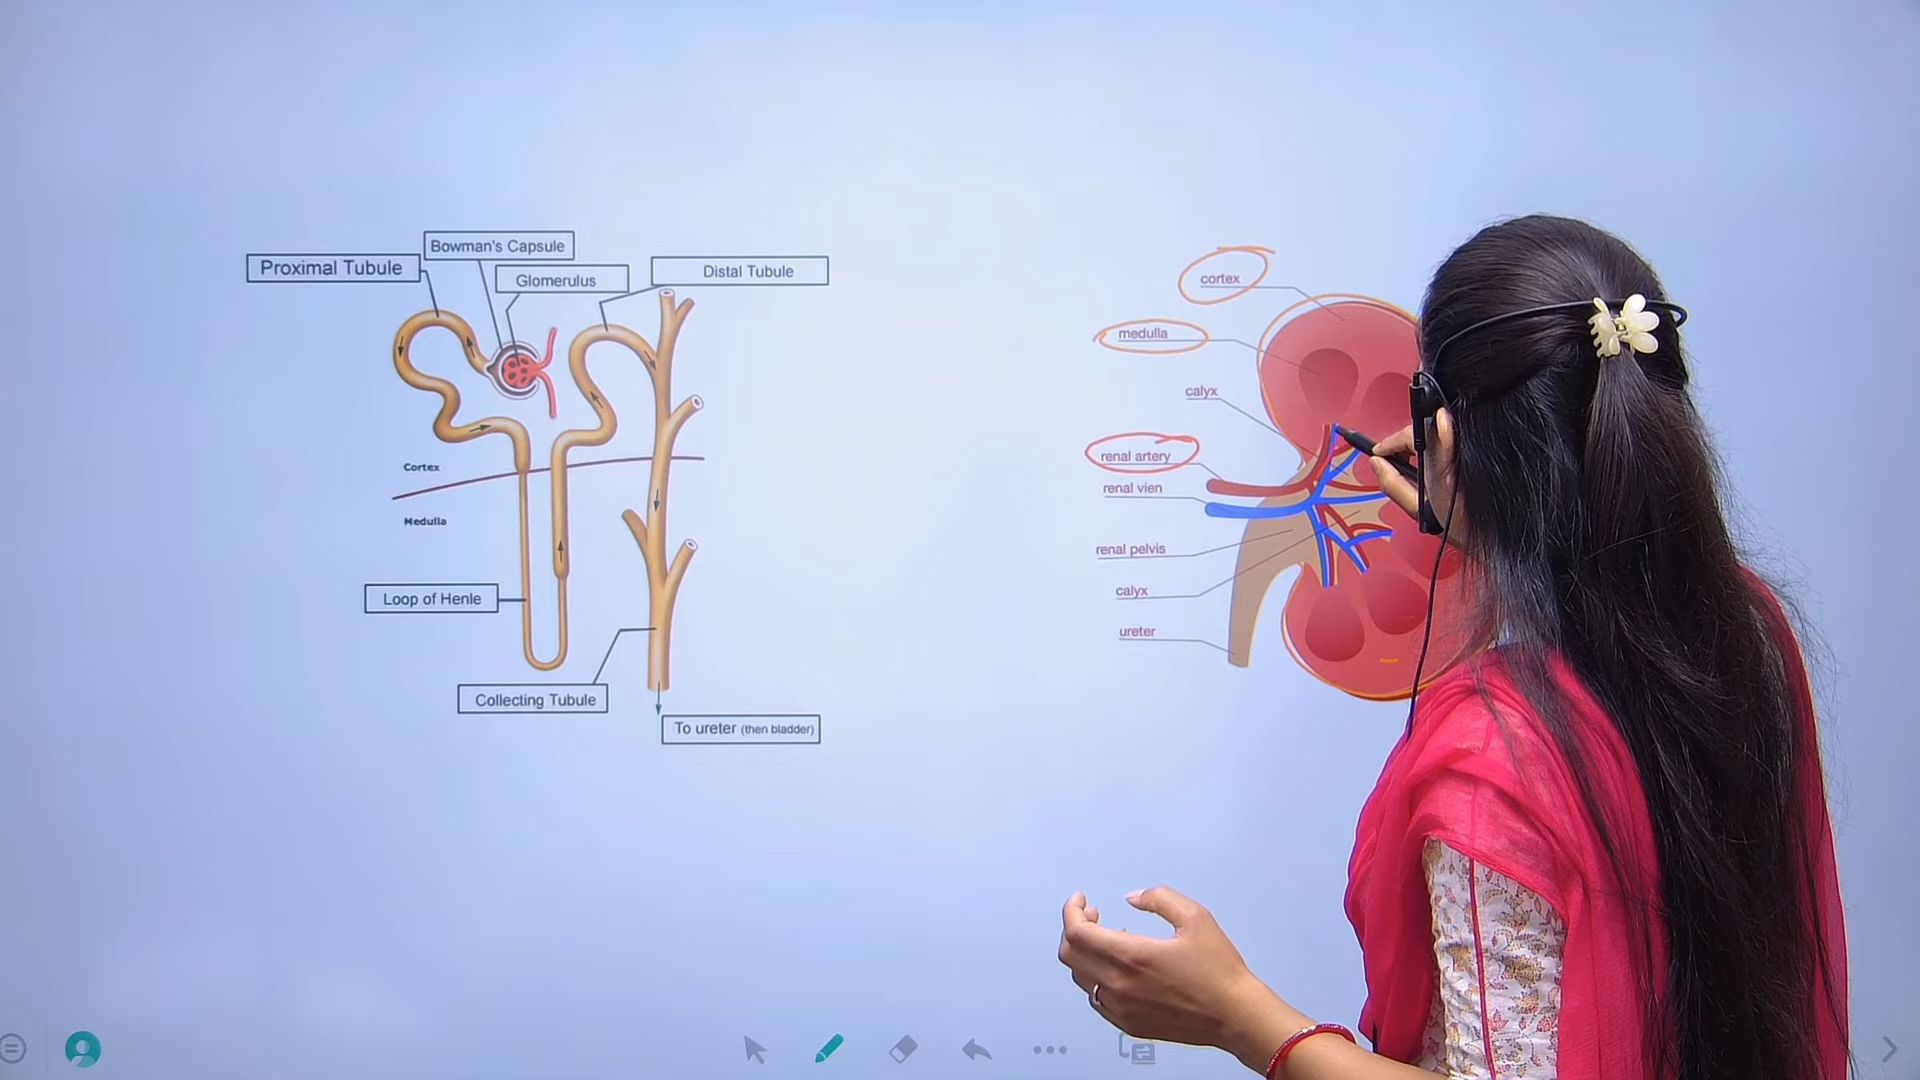 Bowman's Capsule
Proximal Tubule
Glomerulus
Distal Tubule
Cortex
Medulla
Loop of Henle
Collecting Tubule
To ureter (then bladder)
cortex
medulla
calyx
renal artery
renal vien
renal pelvis
calyx
ureter